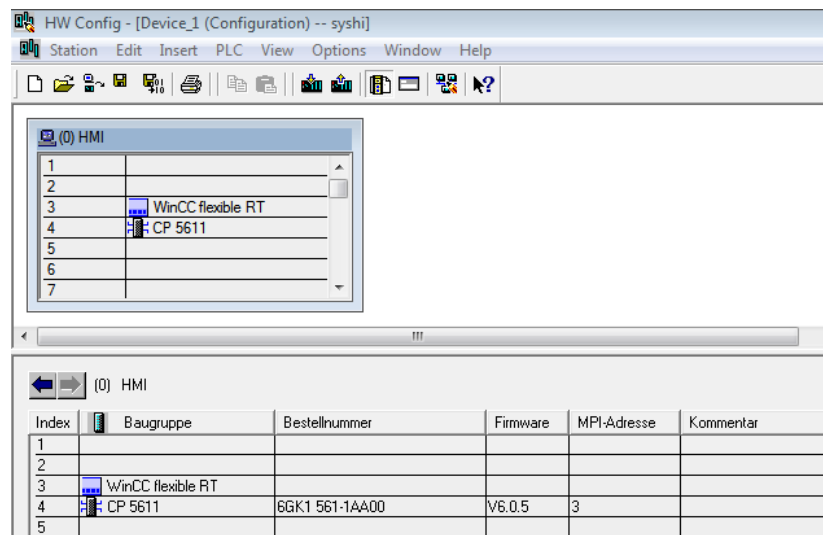 HW Config - [Device_1 (Configuration) -- syshi]
Station Edit Insert PLC View Options Window Help
(0) HMI
1
2
3 WinCC flexible RT
4 CP 5611
5
6
7
(0) HMI
Index Baugruppe Bestellnummer Firmware MPI-Adresse Kommentar
1
2
3 WinCC flexible RT
4 CP 5611 6GK1 561-1AA00 V6.0.5 3
5